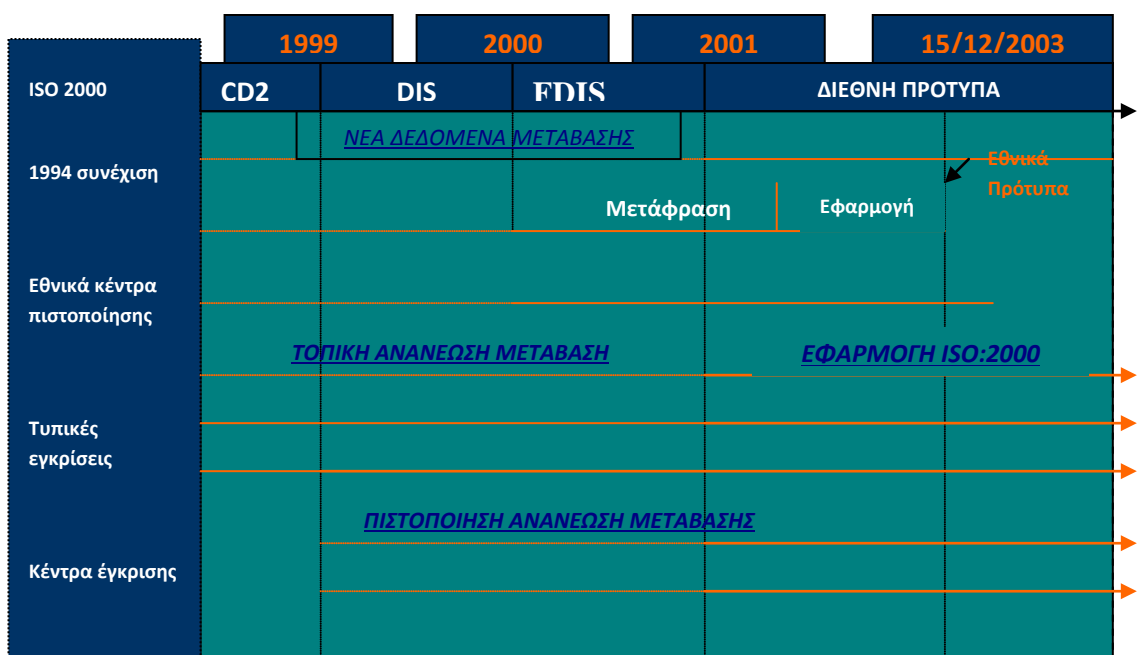 1999 2000 2001 15/12/2003
ISO 2000 CD2 DIS FDIS ΔΙΕΘΝΗ ΠΡΟΤΥΠΑ
ΝΕΑ ΔΕΔΟΜΕΝΑ ΜΕΤΑΒΑΣΗΣ
1994 συνέχιση
Εθνικά
Πρότυπα
Μετάφραση Εφαρμογή
Εθνικά κέντρα
πιστοποίησης
ΤΟΠΙΚΗ ΑΝΑΝΕΩΣΗ ΜΕΤΑΒΑΣΗ ΕΦΑΡΜΟΓΗ ISO:2000
Τυπικές
εγκρίσεις
ΠΙΣΤΟΠΟΙΗΣΗ ΑΝΑΝΕΩΣΗ ΜΕΤΑΒΑΣΗΣ
Κέντρα έγκρισης